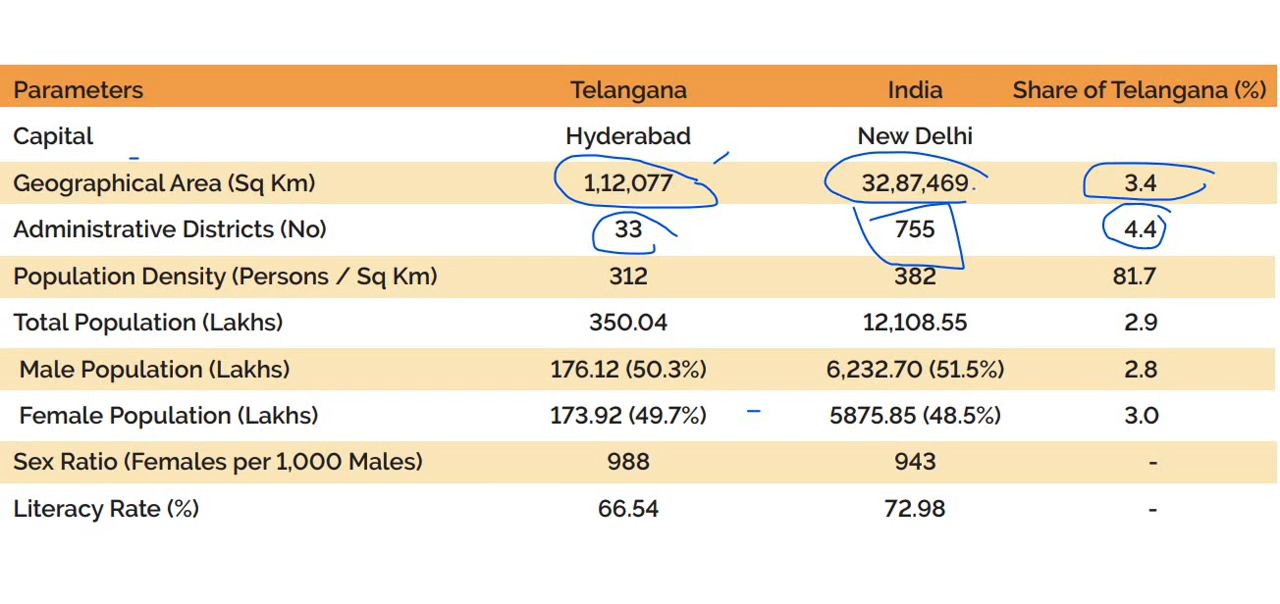 Parameters Telangana India Share of Telangana (%)
Capital Hyderabad New Delhi
Geographical Area (Sq Km) 1,12,077 32,87,469 3.4
Administrative Districts (No) 33 755 4.4
Population Density (Persons / Sq Km) 312 382 81.7
Total Population (Lakhs) 350.04 12,108.55 2.9
Male Population (Lakhs) 176.12 (50.3%) 6,232.70 (51.5%) 2.8
Female Population (Lakhs) 173.92 (49.7%) 5875.85 (48.5%) 3.0
Sex Ratio (Females per 1,000 Males) 988 943 -
Literacy Rate (%) 66.54 72.98 -